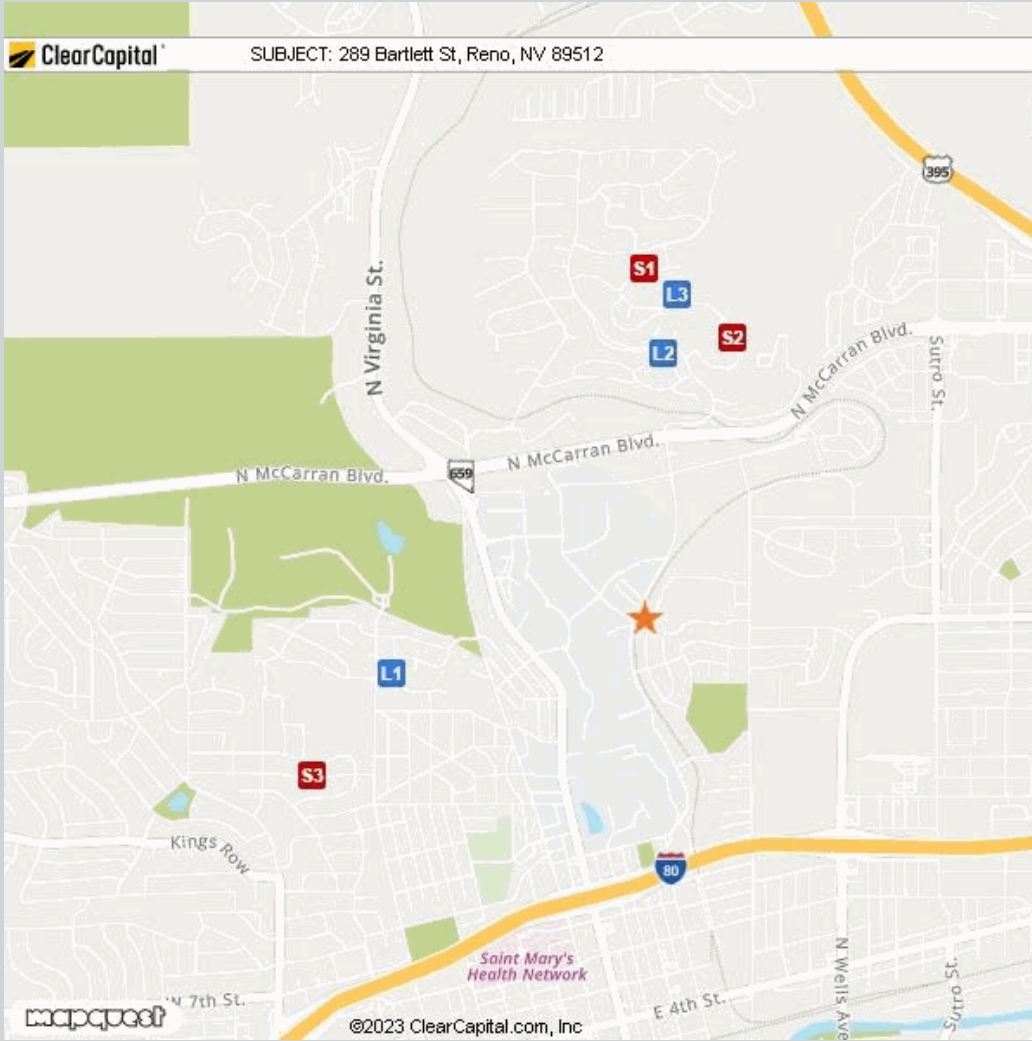 ClearCapital SUBJECT: 289 Bartlett St, Reno, NV 89512
395
N Virginia St.
S1
L3
S2
L2
N McCarran Blvd.
Sutro St.
N McCarran Blvd.
659
N McCarran Blvd.
L1
S3
Kings Row
80
Saint Mary's
Health Network
N Wells Ave
Sutro St.
W 7th St.
E 4th St.
mapquest
©2023 ClearCapital.com, Inc